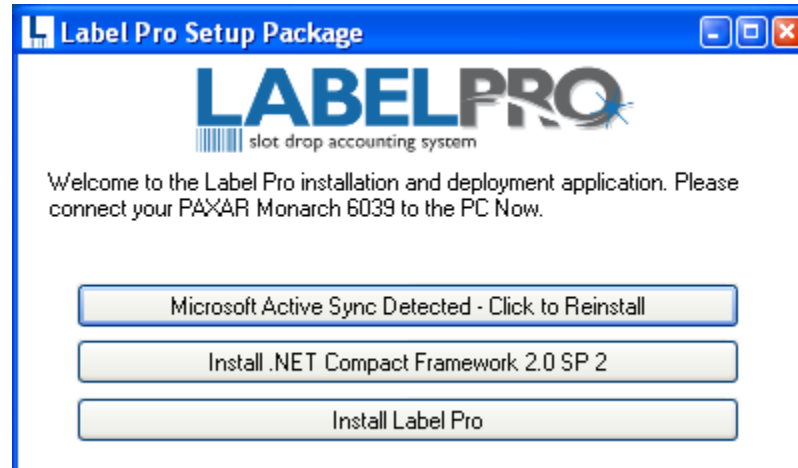 Label Pro Setup Package
LABELPRO
slot drop accounting system
Welcome to the Label Pro installation and deployment application. Please
connect your PAXAR Monarch 6039 to the PC Now.
Microsoft Active Sync Detected - Click to Reinstall
Install .NET Compact Framework 2.0 SP 2
Install Label Pro